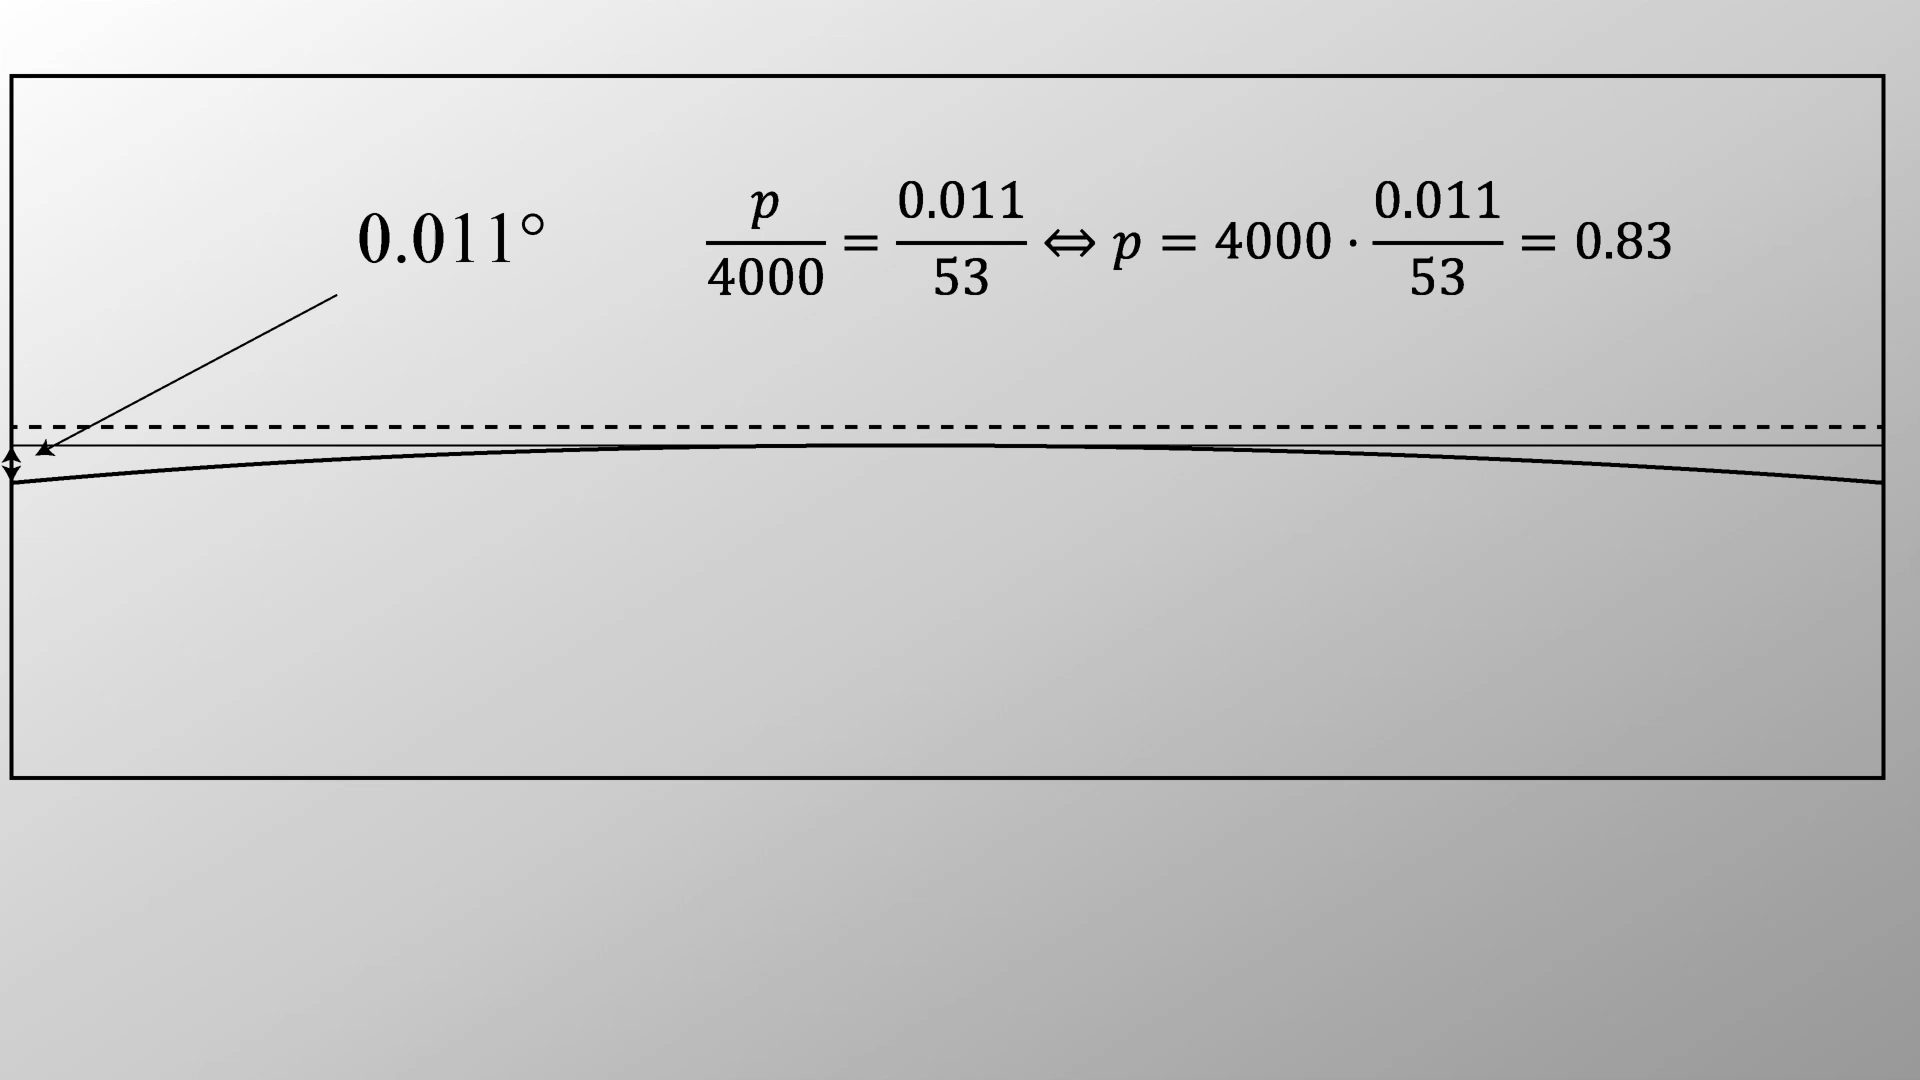 0.011°
p/4000 = 0.011/53 ⇔ p = 4000 · 0.011/53 = 0.83